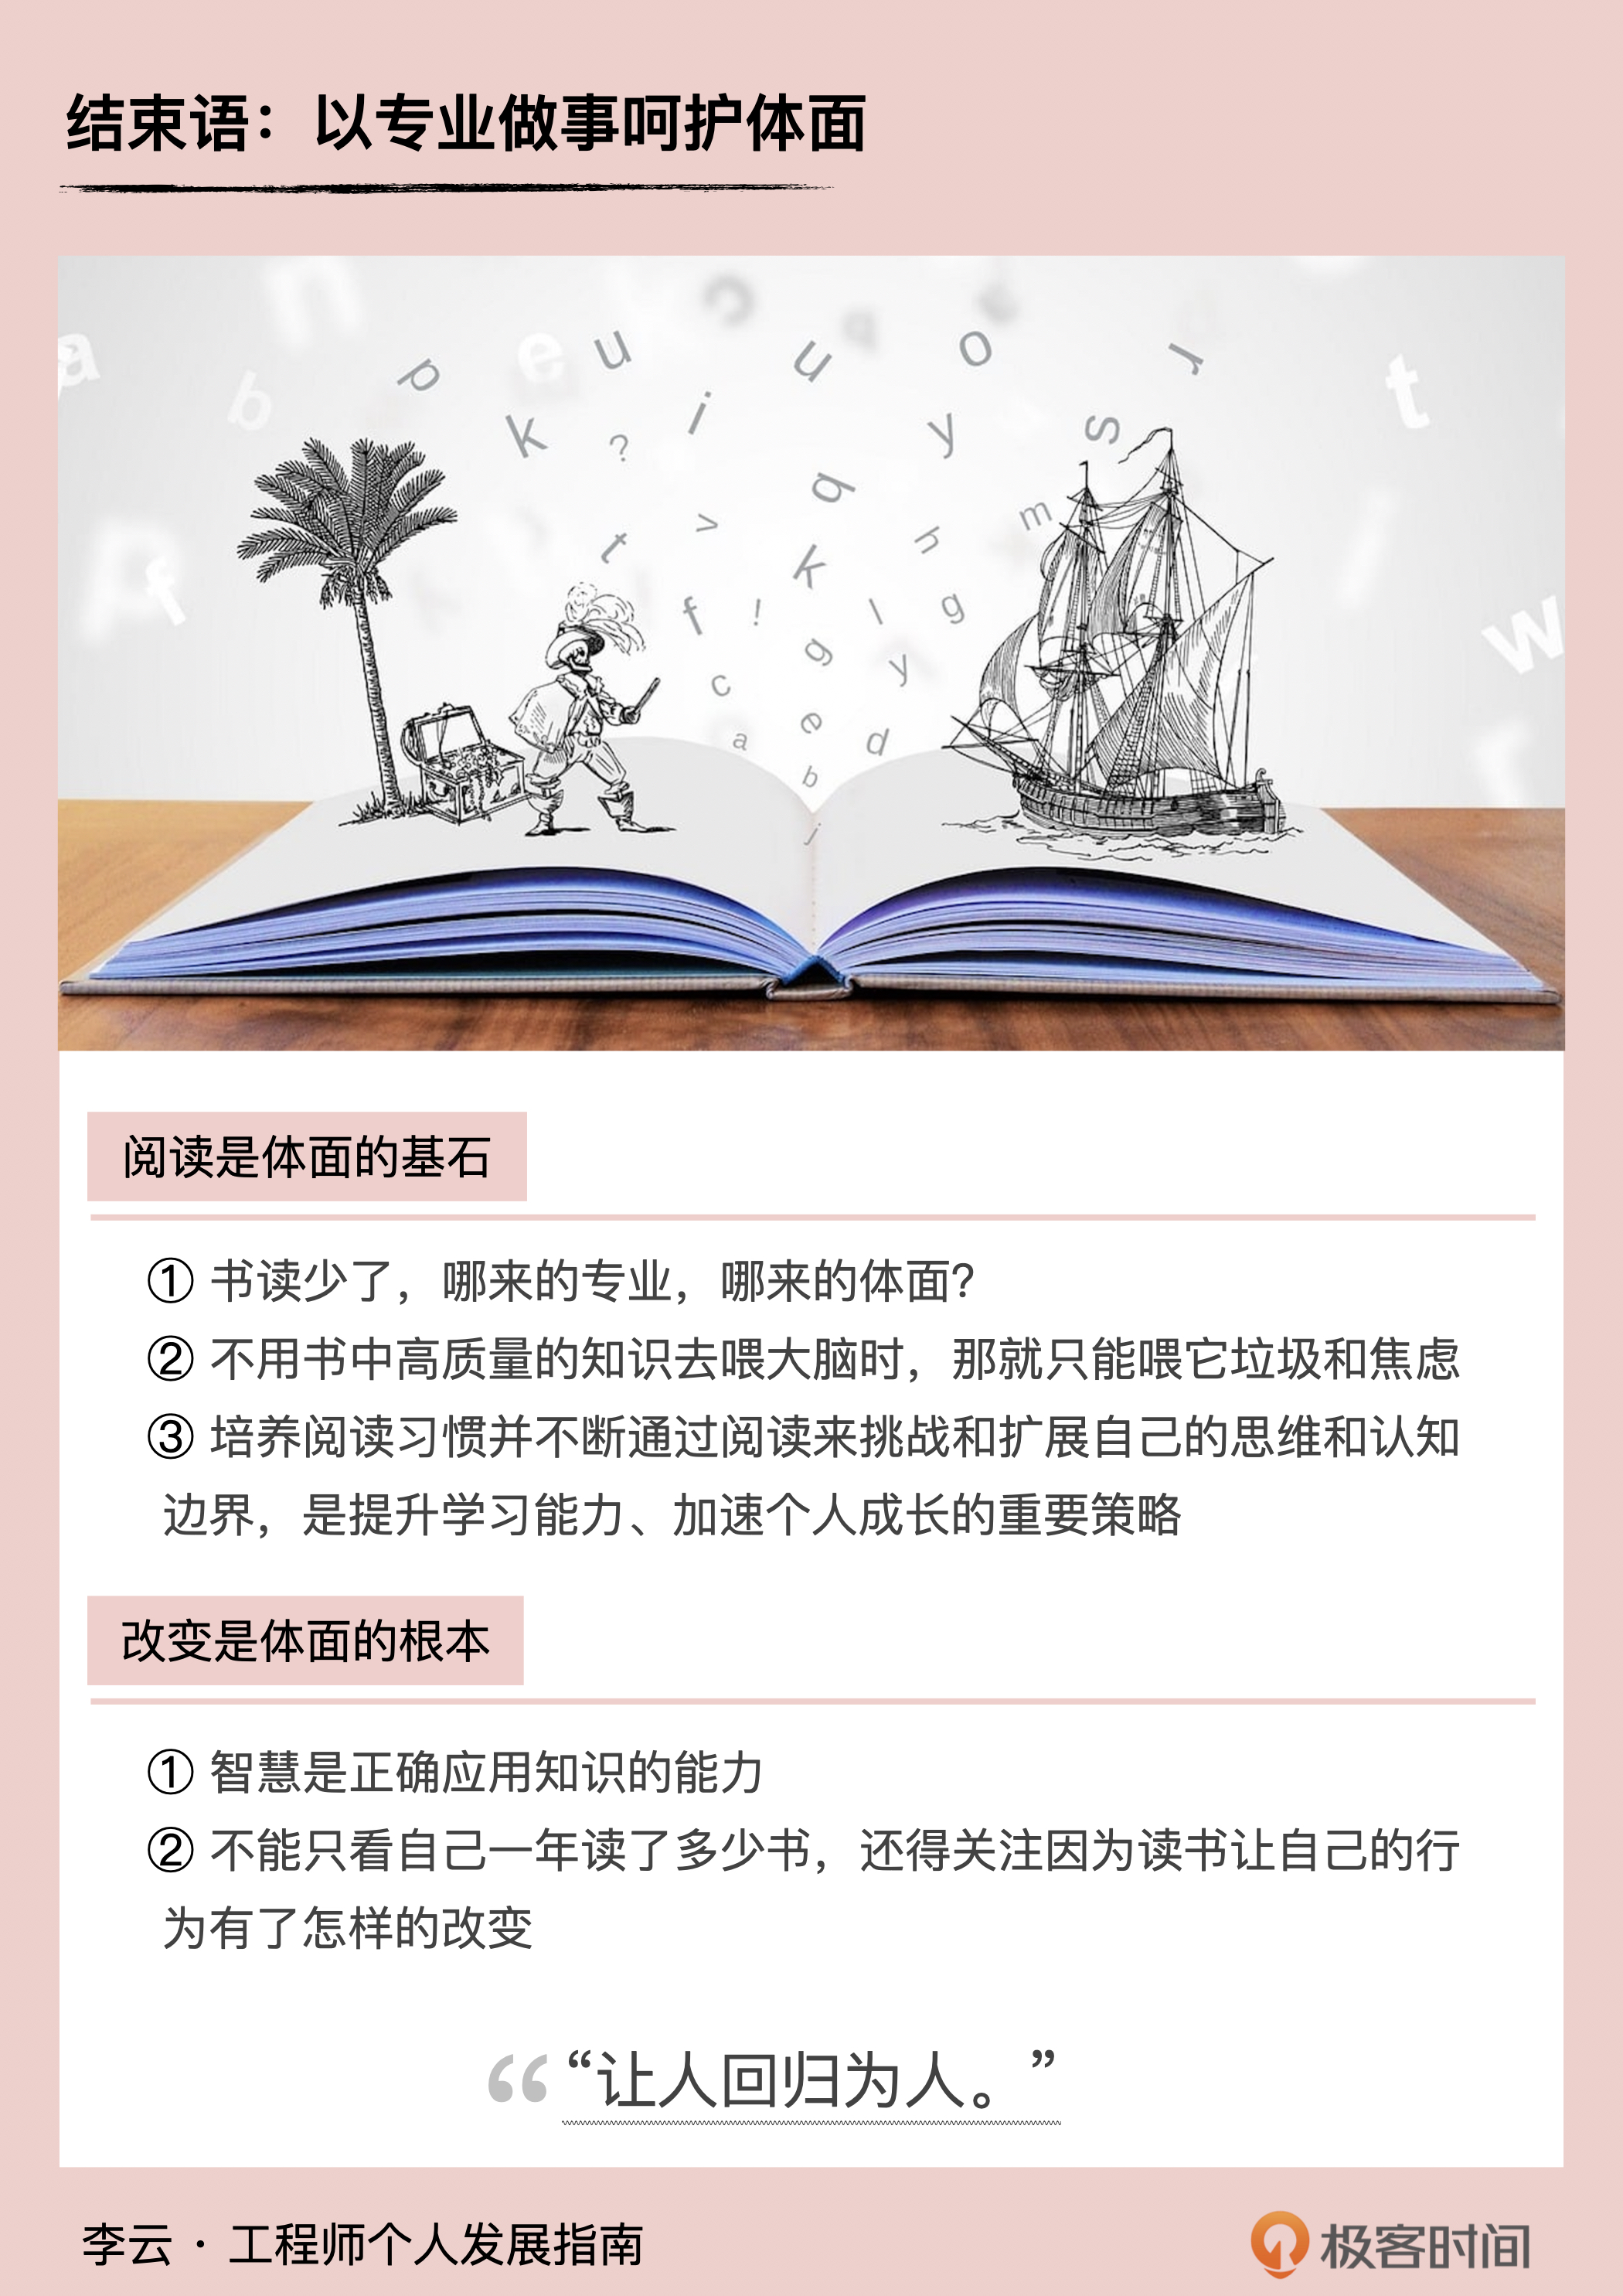 结束语：以专业做事呵护体面
n
c
a
a
b
p
e
u
u
o
r
t
k
?
i
y
s
q
m
t
v
k
h
f
f
!
l
g
g
y
w
c
e
a
d
b
j
r
阅读是体面的基石
① 书读少了，哪来的专业，哪来的体面？
② 不用书中高质量的知识去喂大脑时，那就只能喂它垃圾和焦虑
③ 培养阅读习惯并不断通过阅读来挑战和扩展自己的思维和认知
边界，是提升学习能力、加速个人成长的重要策略
改变是体面的根本
① 智慧是正确应用知识的能力
② 不能只看自己一年读了多少书，还得关注因为读书让自己的行
为有了怎样的改变
“让人回归为人。”
李云 · 工程师个人发展指南
极客时间